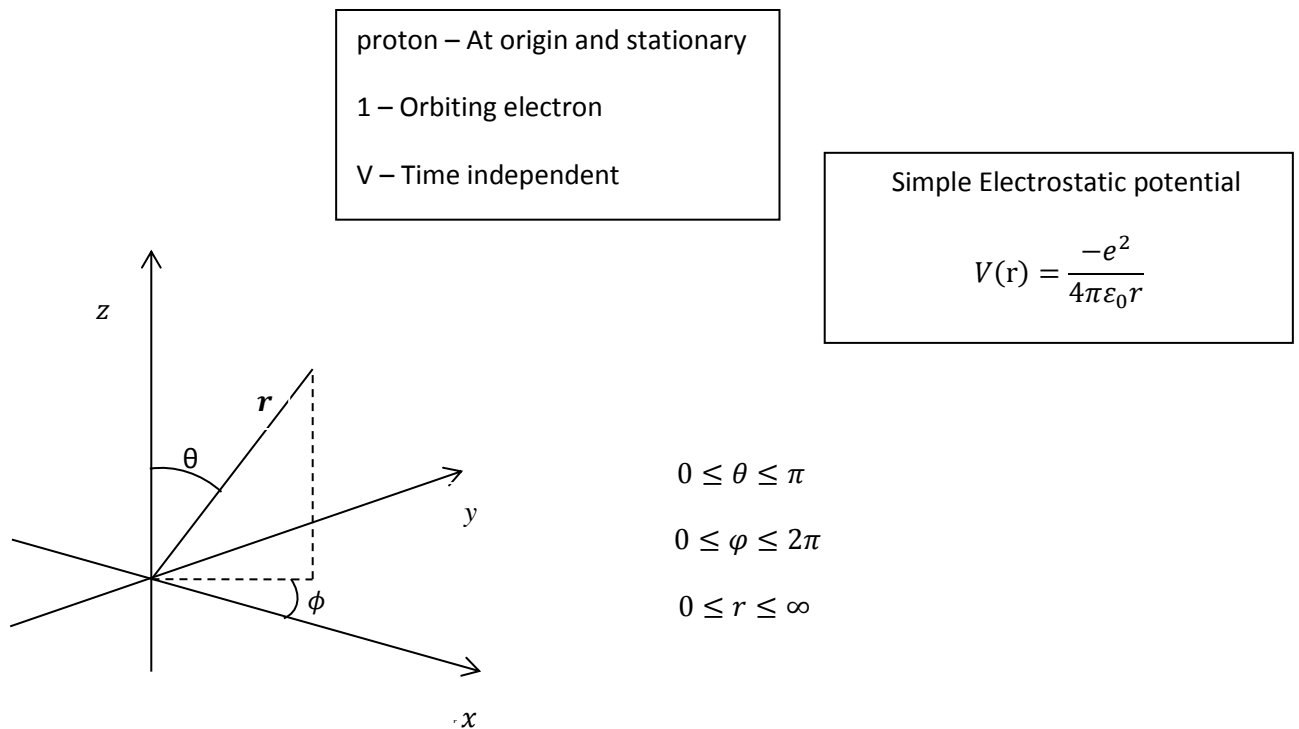 proton – At origin and stationary
1 – Orbiting electron
V – Time independent
Simple Electrostatic potential
V(r) = −e² / 4πε₀r
z
r
θ
y
ϕ
x
0 ≤ θ ≤ π
0 ≤ φ ≤ 2π
0 ≤ r ≤ ∞